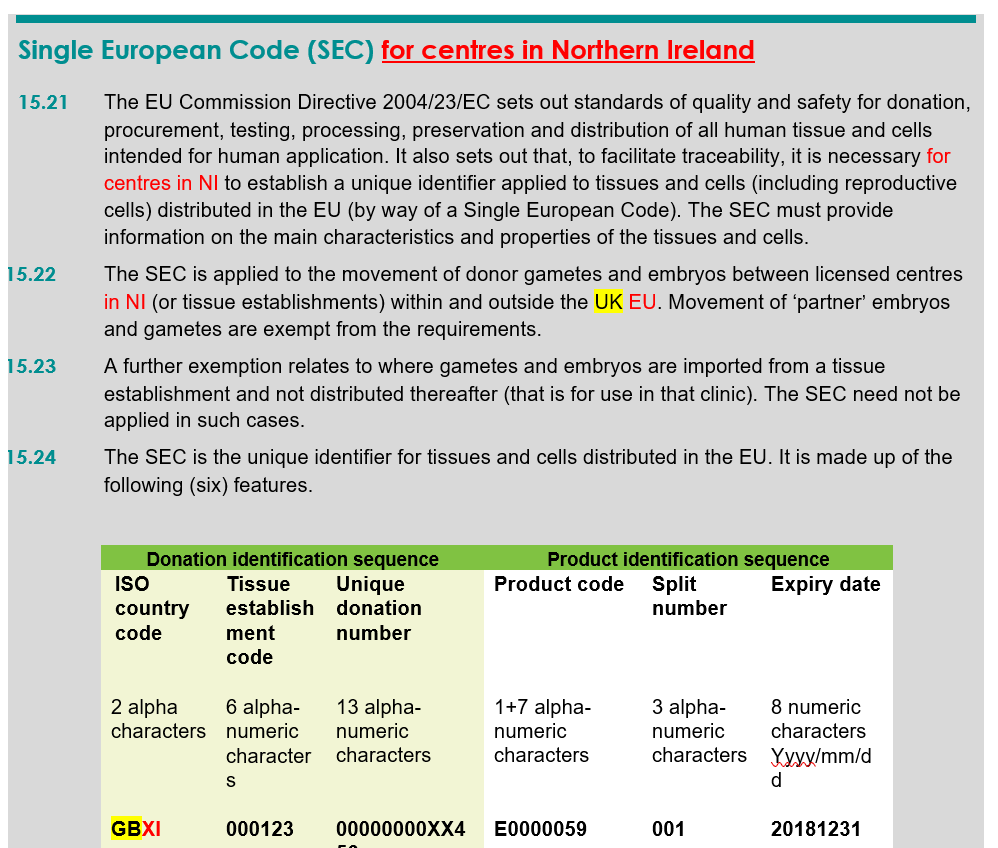 Single European Code (SEC) for centres in Northern Ireland
15.21 The EU Commission Directive 2004/23/EC sets out standards of quality and safety for donation,
procurement, testing, processing, preservation and distribution of all human tissue and cells
intended for human application. It also sets out that, to facilitate traceability, it is necessary for
centres in NI to establish a unique identifier applied to tissues and cells (including reproductive
cells) distributed in the EU (by way of a Single European Code). The SEC must provide
information on the main characteristics and properties of the tissues and cells.
15.22 The SEC is applied to the movement of donor gametes and embryos between licensed centres
in NI (or tissue establishments) within and outside the UK EU. Movement of ‘partner’ embryos
and gametes are exempt from the requirements.
15.23 A further exemption relates to where gametes and embryos are imported from a tissue
establishment and not distributed thereafter (that is for use in that clinic). The SEC need not be
applied in such cases.
15.24 The SEC is the unique identifier for tissues and cells distributed in the EU. It is made up of the
following (six) features.
Donation identification sequence Product identification sequence
ISO Tissue Unique Product code Split Expiry date
country establish donation number
code ment number
code
2 alpha 6 alpha- 13 alpha- 1+7 alpha- 3 alpha- 8 numeric
characters numeric numeric numeric numeric characters
character characters characters characters Yyyy/mm/d
s d
GBXI 000123 00000000XX4 E0000059 001 20181231